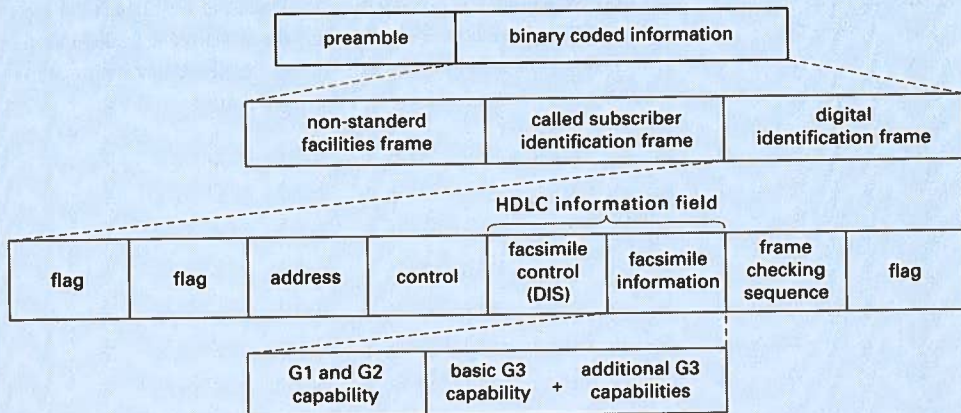 preamble
binary coded information
non-standerd
facilities frame
called subscriber
identification frame
digital
identification frame
HDLC information field
flag
flag
address
control
facsimile
control
(DIS)
facsimile
information
frame
checking
sequence
flag
G1 and G2
capability
basic G3
capability
+
additional G3
capabilities